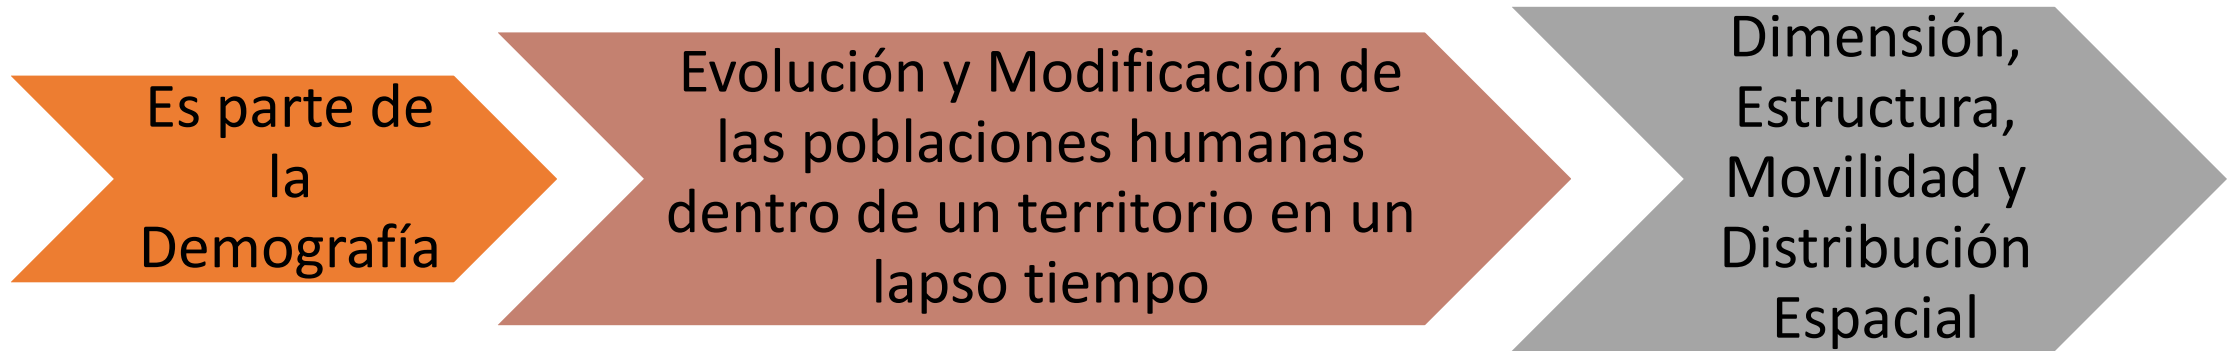 Es parte de
la
Demografía
Evolución y Modificación de
las poblaciones humanas
dentro de un territorio en un
lapso tiempo
Dimensión,
Estructura,
Movilidad y
Distribución
Espacial